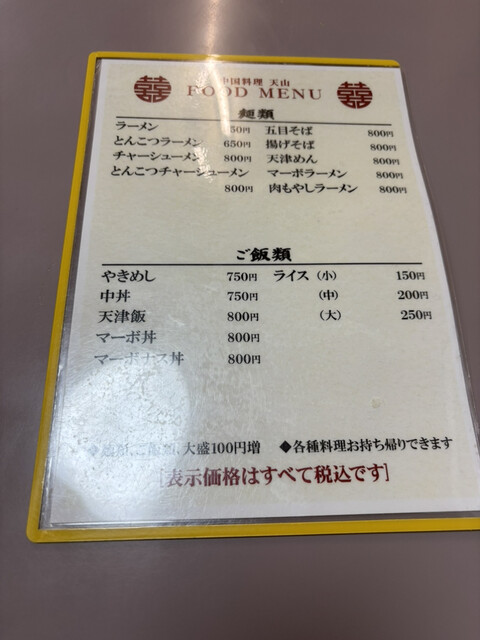 中国料理 天山
FOOD MENU
麺類
ラーメン 650円
とんこつラーメン 650円
チャーシューメン 800円
とんこつチャーシューメン
800円
五目そば 800円
揚げそば 800円
天津めん 800円
マーボラーメン 800円
肉もやしラーメン 800円
ご飯類
やきめし 750円
中丼 750円
天津飯 800円
マーボ丼 800円
マーボナス丼 800円
ライス（小） 150円
（中） 200円
（大） 250円
◆麺類、ご飯類、大盛100円増 ◆各種料理お持ち帰りできます
［表示価格はすべて税込です］